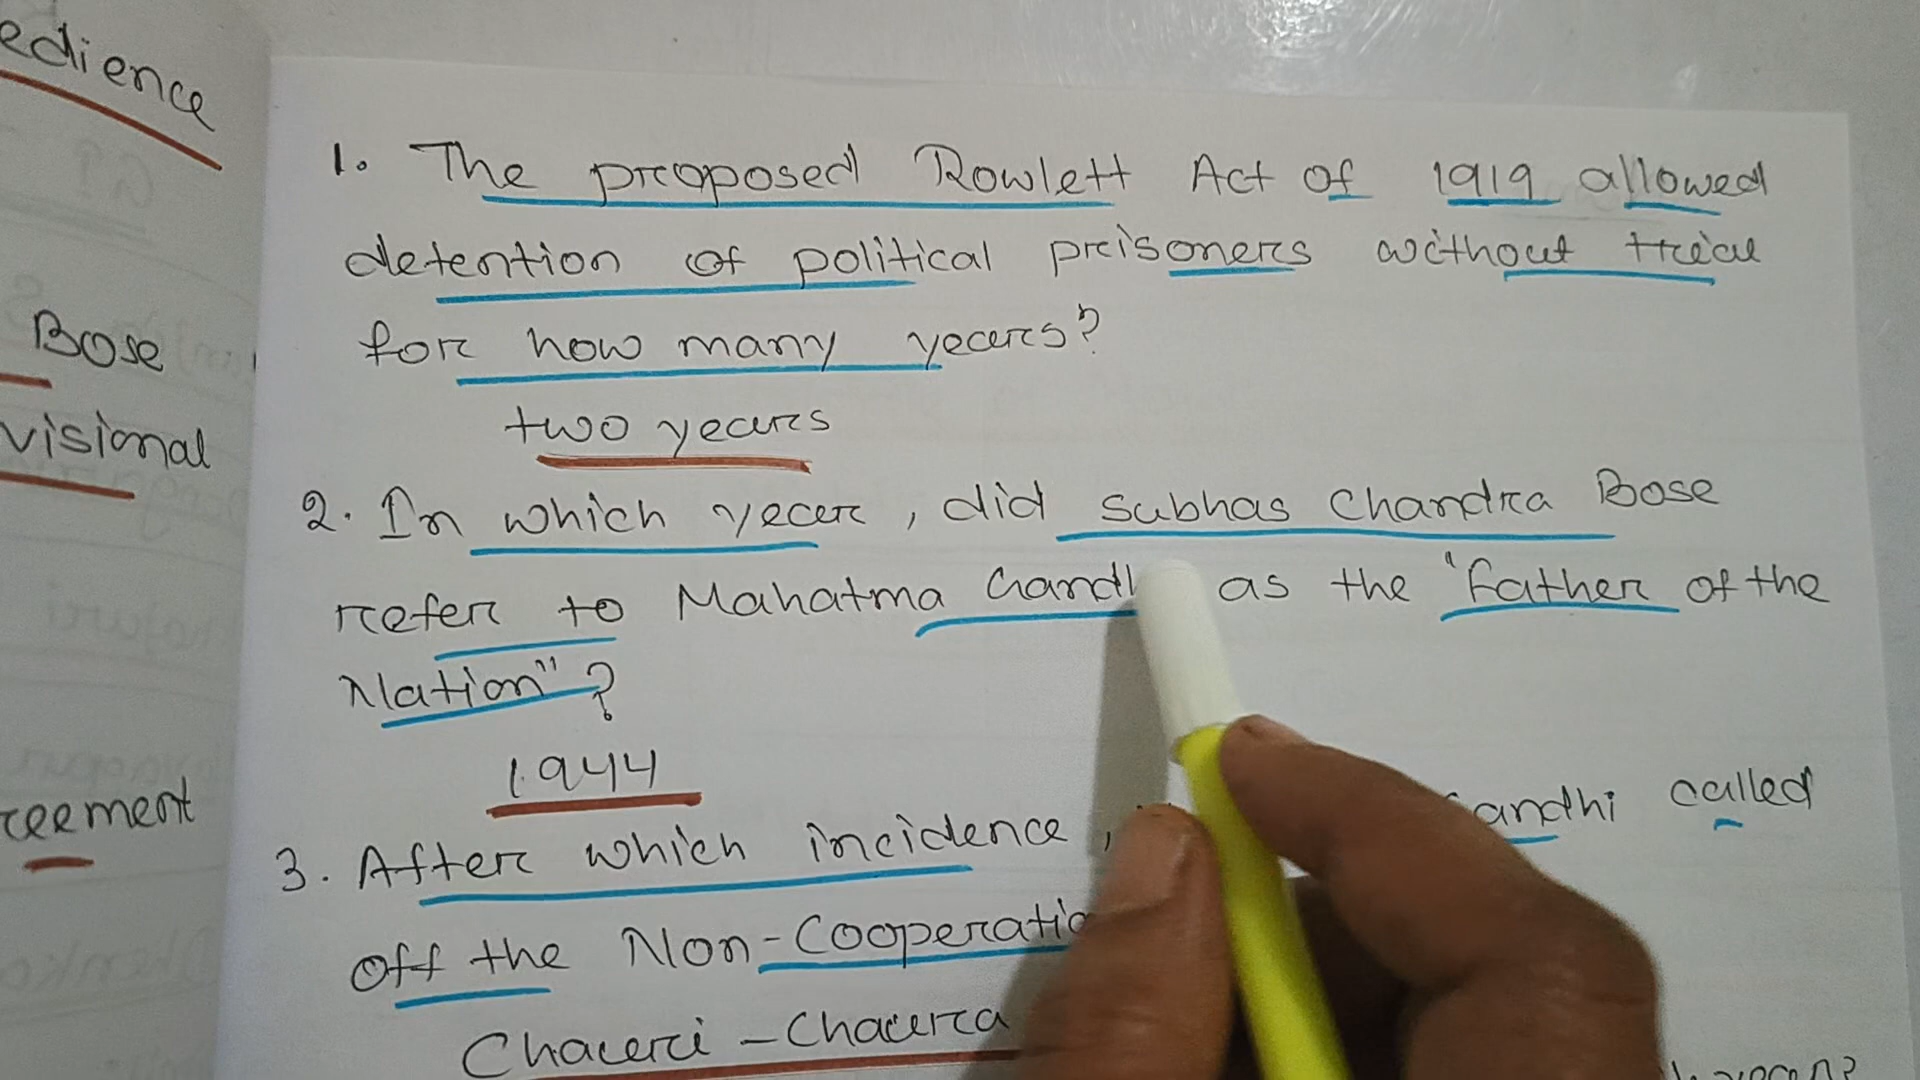 edience
Bose
visional
reement
1. The proposed Rowlett Act of 1919 allowed
detention of political prisoners without trial
for how many years?
two years
2. In which year, did Subhas Chandra Bose
refer to Mahatma Gandh as the "Father of the
Nation"?
1944
3. After which incidence, Gandhi called
off the Non-Cooperatio
Chauri-Chaura